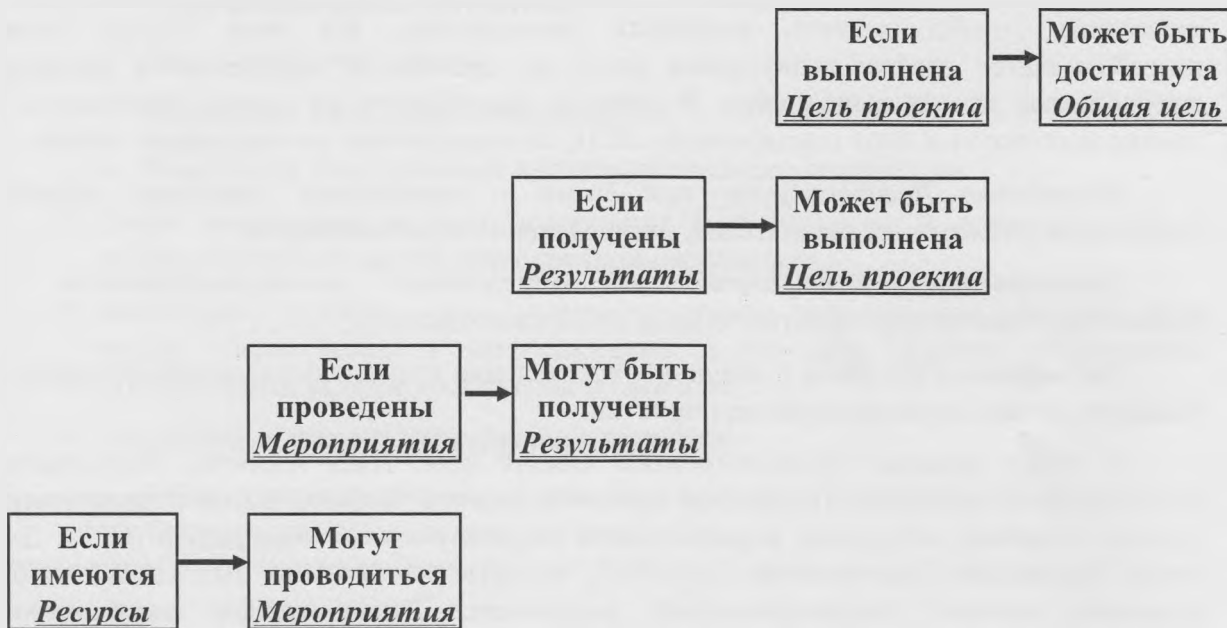 Если
выполнена
Цель проекта
Может быть
достигнута
Общая цель
Если
получены
Результаты
Может быть
выполнена
Цель проекта
Если
проведены
Мероприятия
Могут быть
получены
Результаты
Если
имеются
Ресурсы
Могут
проводиться
Мероприятия